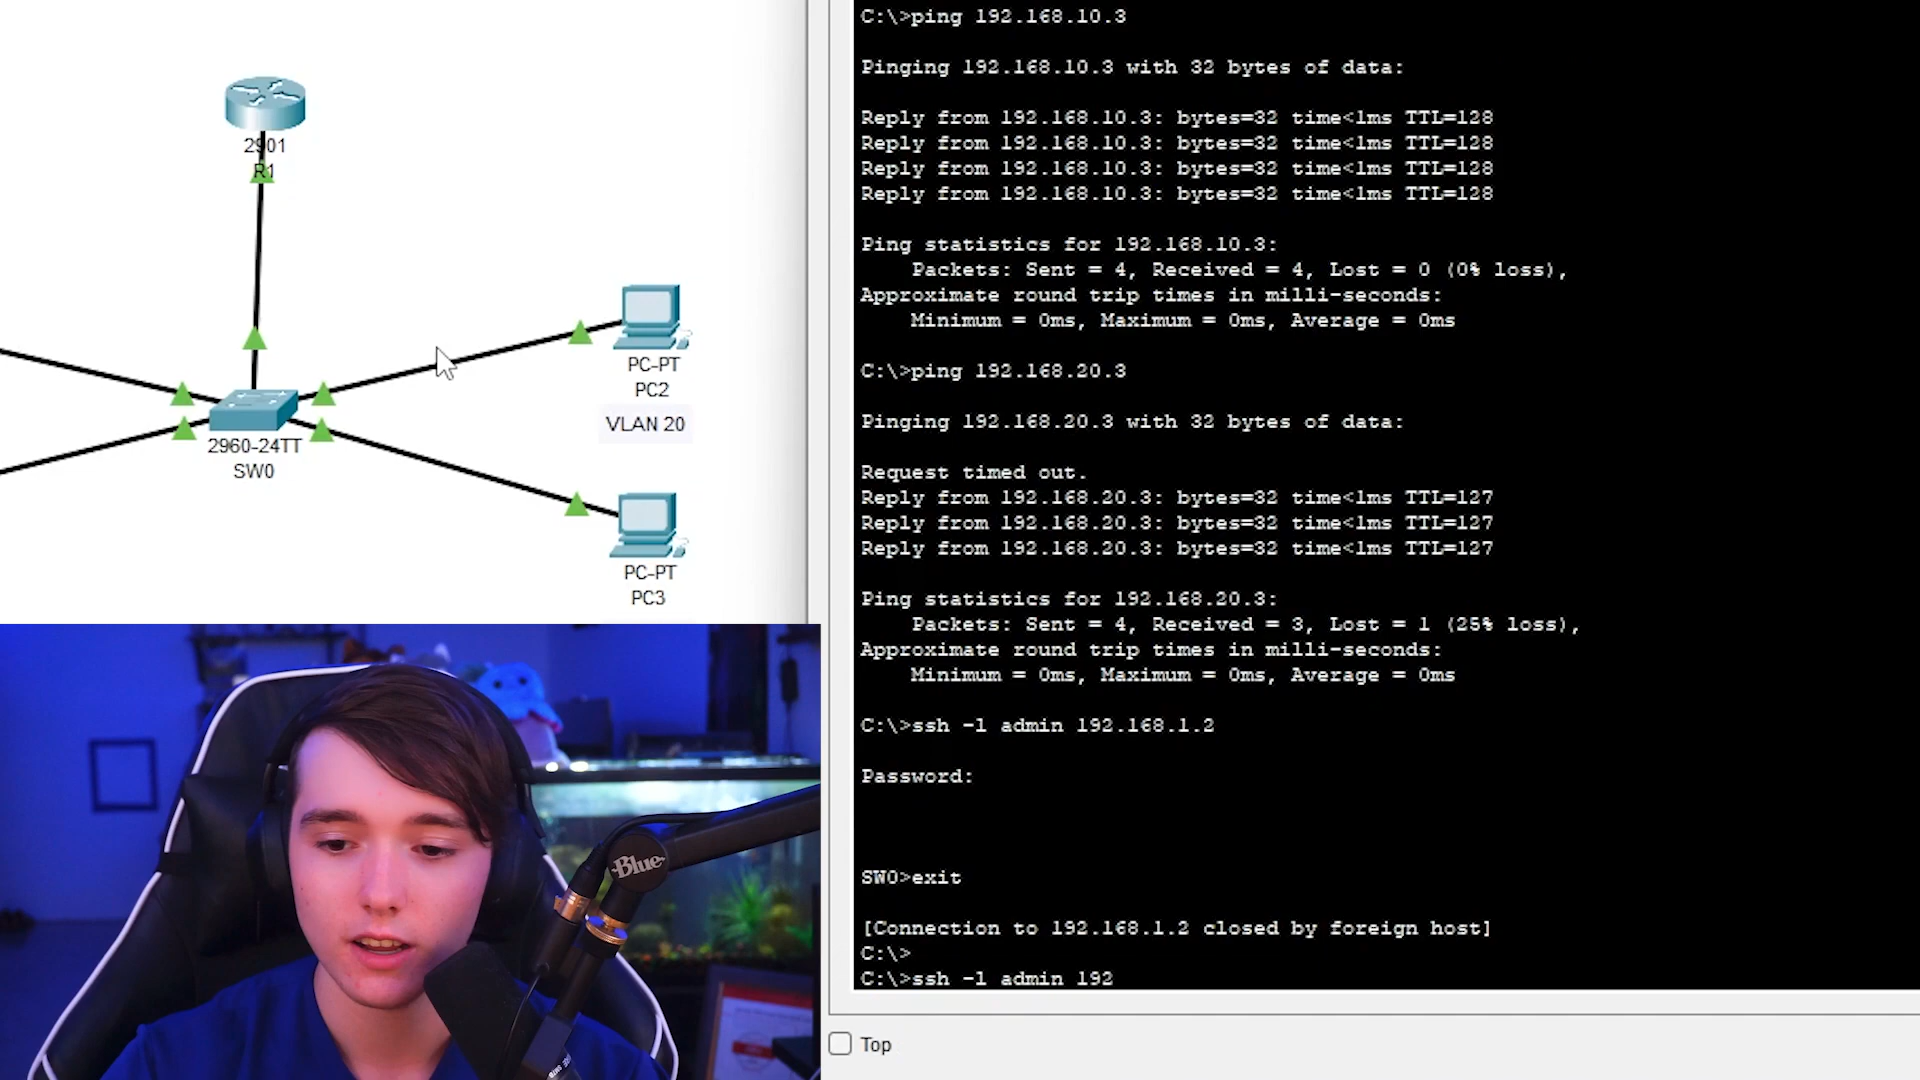 2901
R1
PC-PT
PC2
VLAN 20
2960-24TT
SW0
PC-PT
PC3
Blue
C:\>ping 192.168.10.3
Pinging 192.168.10.3 with 32 bytes of data:
Reply from 192.168.10.3: bytes=32 time<1ms TTL=128
Reply from 192.168.10.3: bytes=32 time<1ms TTL=128
Reply from 192.168.10.3: bytes=32 time<1ms TTL=128
Reply from 192.168.10.3: bytes=32 time<1ms TTL=128
Ping statistics for 192.168.10.3:
Packets: Sent = 4, Received = 4, Lost = 0 (0% loss),
Approximate round trip times in milli-seconds:
Minimum = 0ms, Maximum = 0ms, Average = 0ms
C:\>ping 192.168.20.3
Pinging 192.168.20.3 with 32 bytes of data:
Request timed out.
Reply from 192.168.20.3: bytes=32 time<1ms TTL=127
Reply from 192.168.20.3: bytes=32 time<1ms TTL=127
Reply from 192.168.20.3: bytes=32 time<1ms TTL=127
Ping statistics for 192.168.20.3:
Packets: Sent = 4, Received = 3, Lost = 1 (25% loss),
Approximate round trip times in milli-seconds:
Minimum = 0ms, Maximum = 0ms, Average = 0ms
C:\>ssh -l admin 192.168.1.2
Password:
SW0>exit
[Connection to 192.168.1.2 closed by foreign host]
C:\>
C:\>ssh -l admin 192
Top